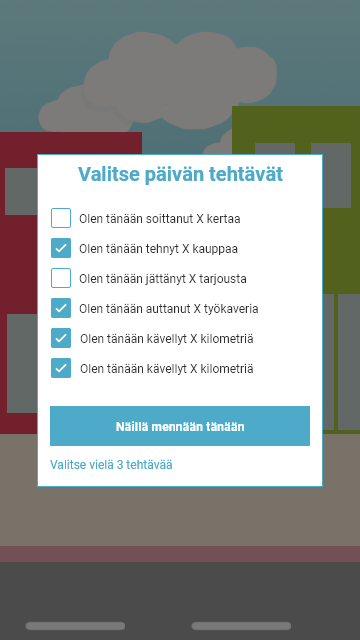 Valitse päivän tehtävät
Olen tänään soittanut X kertaa
Olen tänään tehnyt X kauppaa
Olen tänään jättänyt X tarjousta
Olen tänään auttanut X työkaveria
Olen tänään kävellyt X kilometriä
Olen tänään kävellyt X kilometriä
Näillä mennään tänään
Valitse vielä 3 tehtävää